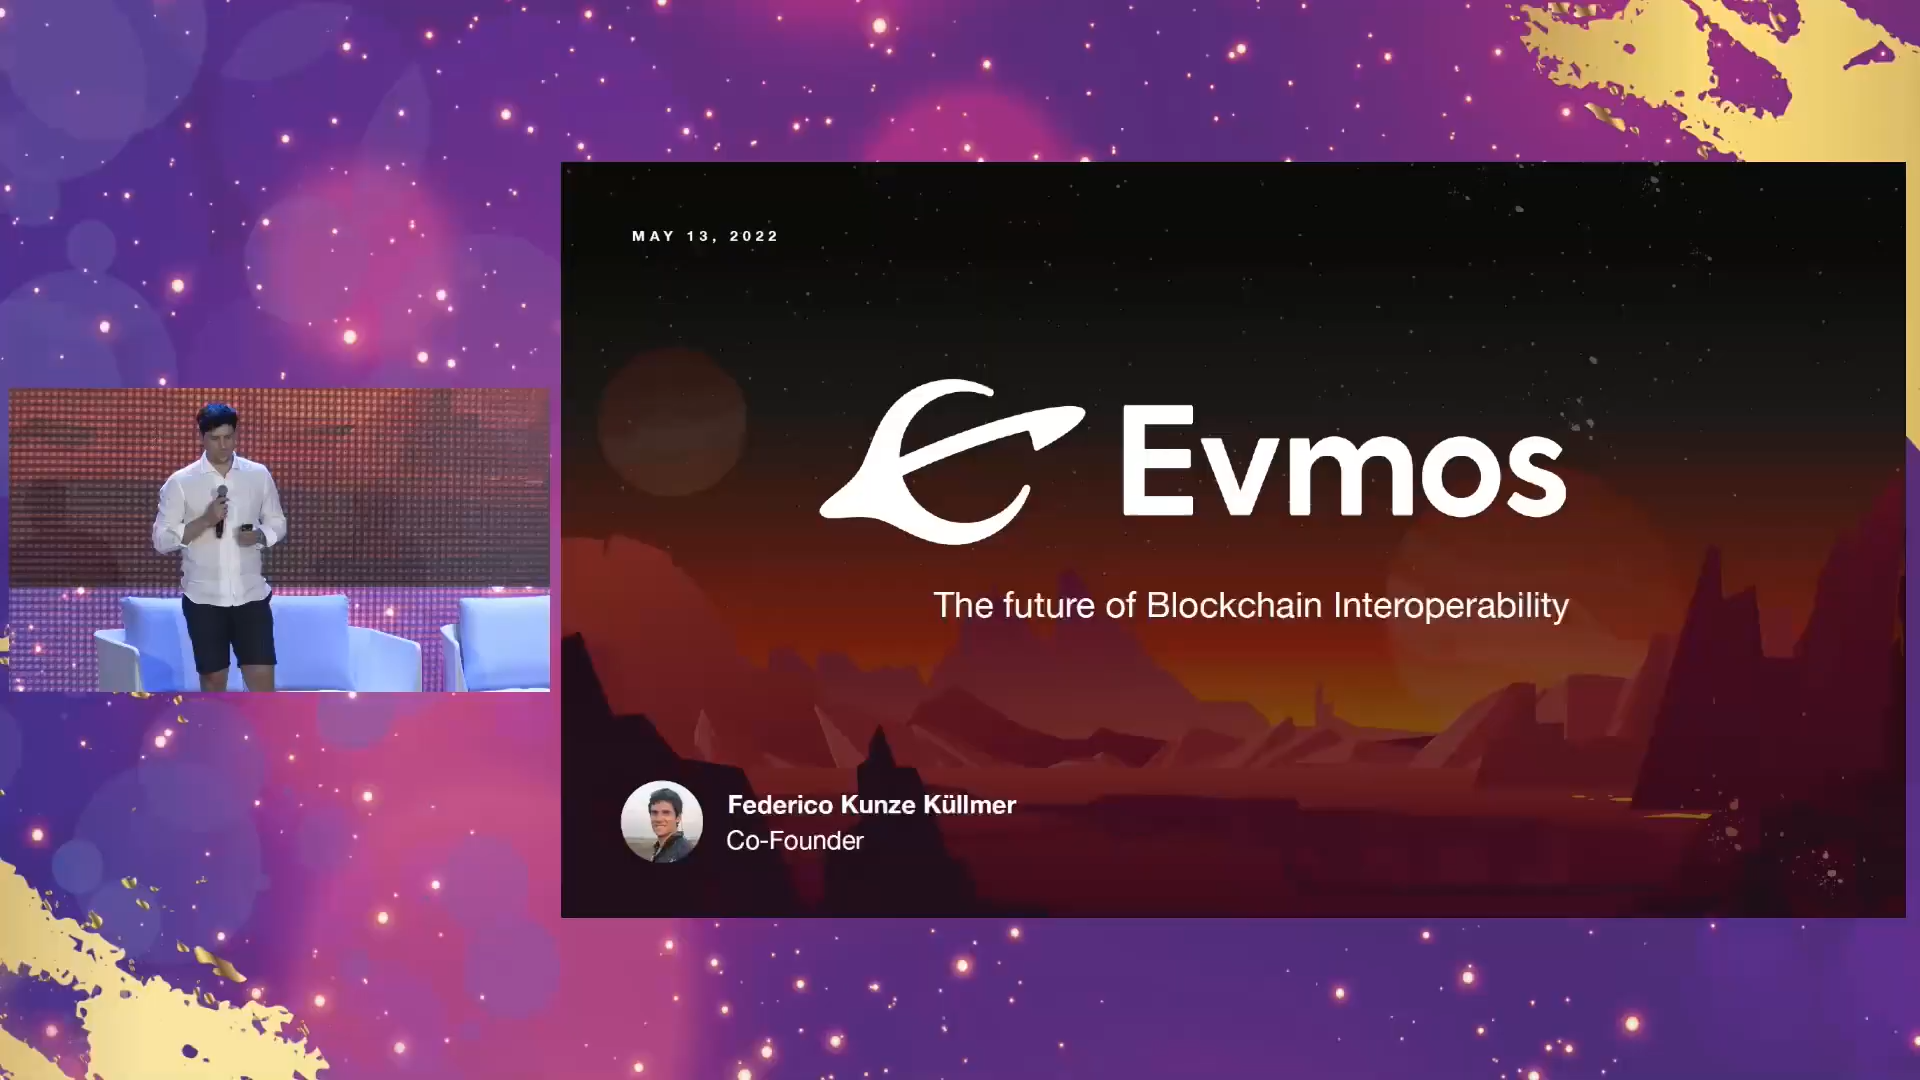 MAY 13, 2022
Evmos
The future of Blockchain Interoperability
Federico Kunze Küllmer
Co-Founder